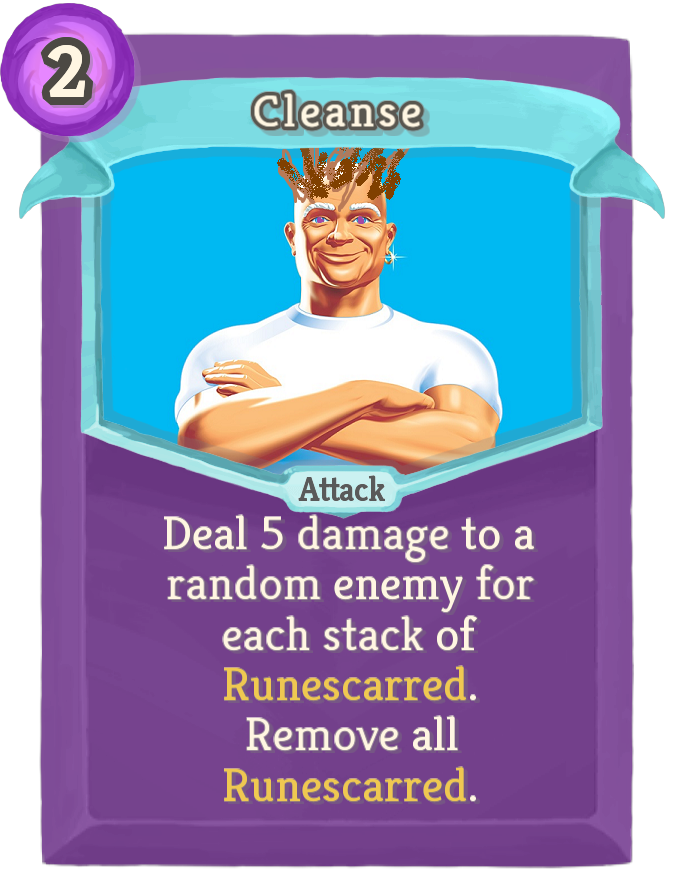 2
Cleanse
Attack
Deal 5 damage to a
random enemy for
each stack of
Runescarred.
Remove all
Runescarred.